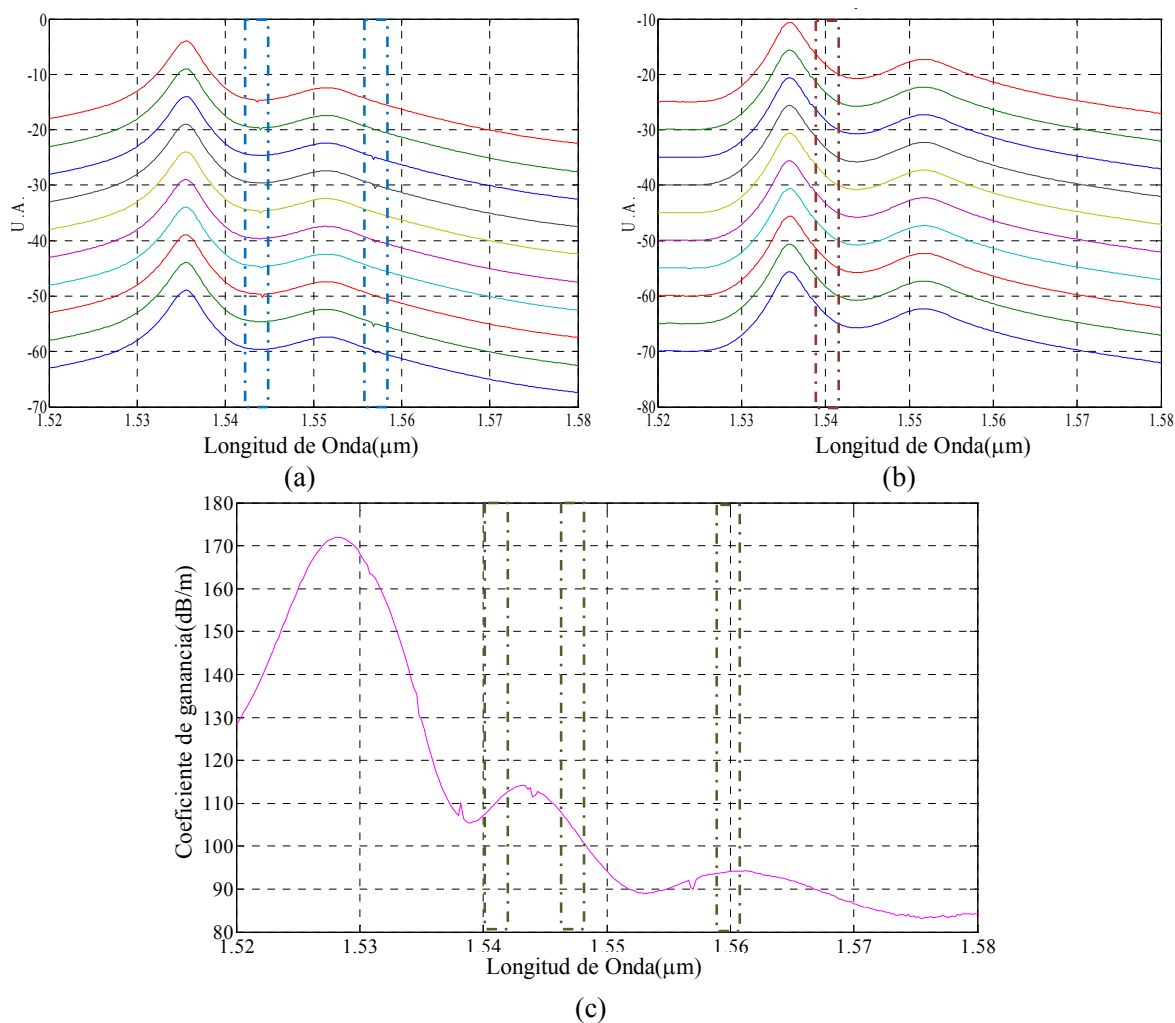 0
-10
-20
-30
-40
-50
-60
-70
U.A.
1.52 1.53 1.54 1.55 1.56 1.57 1.58
Longitud de Onda(μm)
(a)
-10
-20
-30
-40
-50
-60
-70
-80
U.A.
1.52 1.53 1.54 1.55 1.56 1.57 1.58
Longitud de Onda(μm)
(b)
180
170
160
150
140
130
120
110
100
90
80
Coeficiente de ganancia(dB/m)
1.52 1.53 1.54 1.55 1.56 1.57 1.58
Longitud de Onda(μm)
(c)